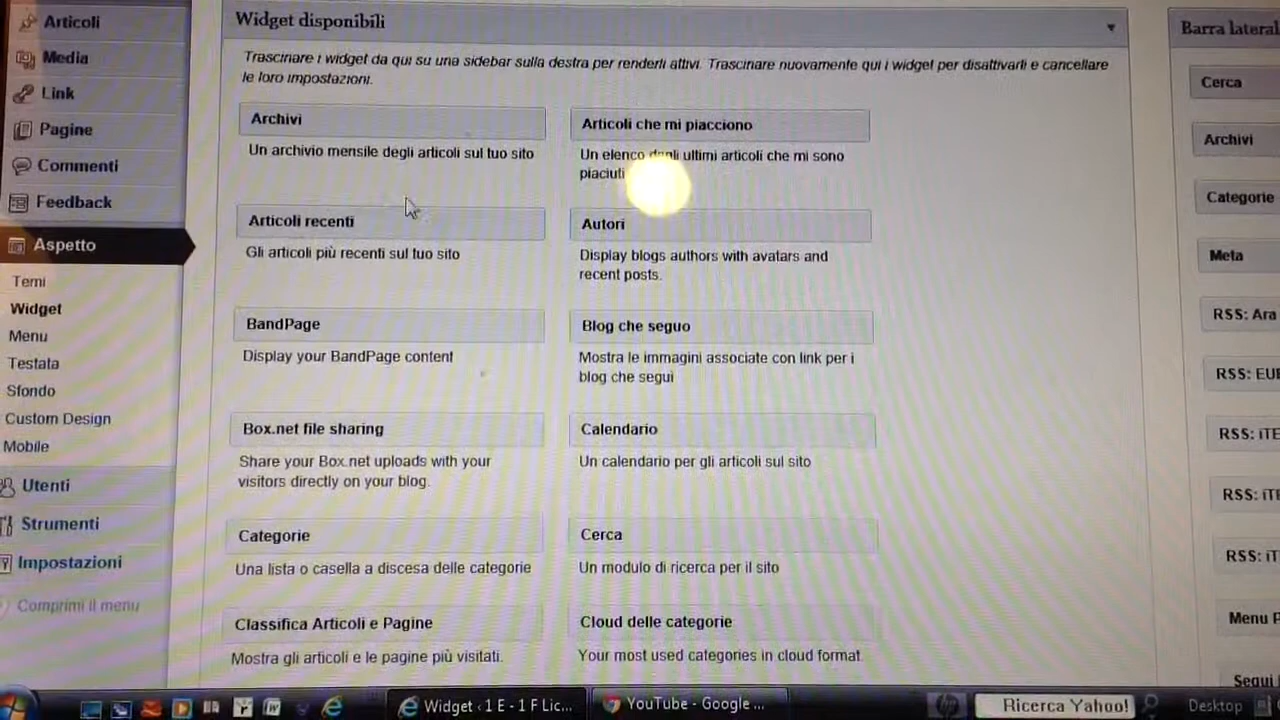 Articoli
Media
Link
Pagine
Commenti
Feedback
Aspetto
Temi
Widget
Menu
Testata
Sfondo
Custom Design
Mobile
Utenti
Strumenti
Impostazioni
Comprimi il menu
Widget disponibili
Trascinare i widget da qui su una sidebar sulla destra per renderli attivi. Trascinare nuovamente qui i widget per disattivarli e cancellare
le loro impostazioni.
Archivi
Un archivio mensile degli articoli sul tuo sito
Articoli che mi piacciono
Un elenco degli ultimi articoli che mi sono
piaciuti
Articoli recenti
Gli articoli più recenti sul tuo sito
Autori
Display blogs authors with avatars and
recent posts.
BandPage
Display your BandPage content
Blog che seguo
Mostra le immagini associate con link per i
blog che segui
Box.net file sharing
Share your Box.net uploads with your
visitors directly on your blog.
Calendario
Un calendario per gli articoli sul sito
Categorie
Una lista o casella a discesa delle categorie
Cerca
Un modulo di ricerca per il sito
Classifica Articoli e Pagine
Mostra gli articoli e le pagine più visitati.
Cloud delle categorie
Your most used categories in cloud format.
Barra lateral
Cerca
Archivi
Categorie
Meta
RSS: Ara
RSS: EUR
RSS: iTE
RSS: iTE
RSS: iT
Menu P
Segui
Widget ‹ 1 E - 1 F Lic...
YouTube - Google ...
hp
Ricerca Yahoo!
Desktop